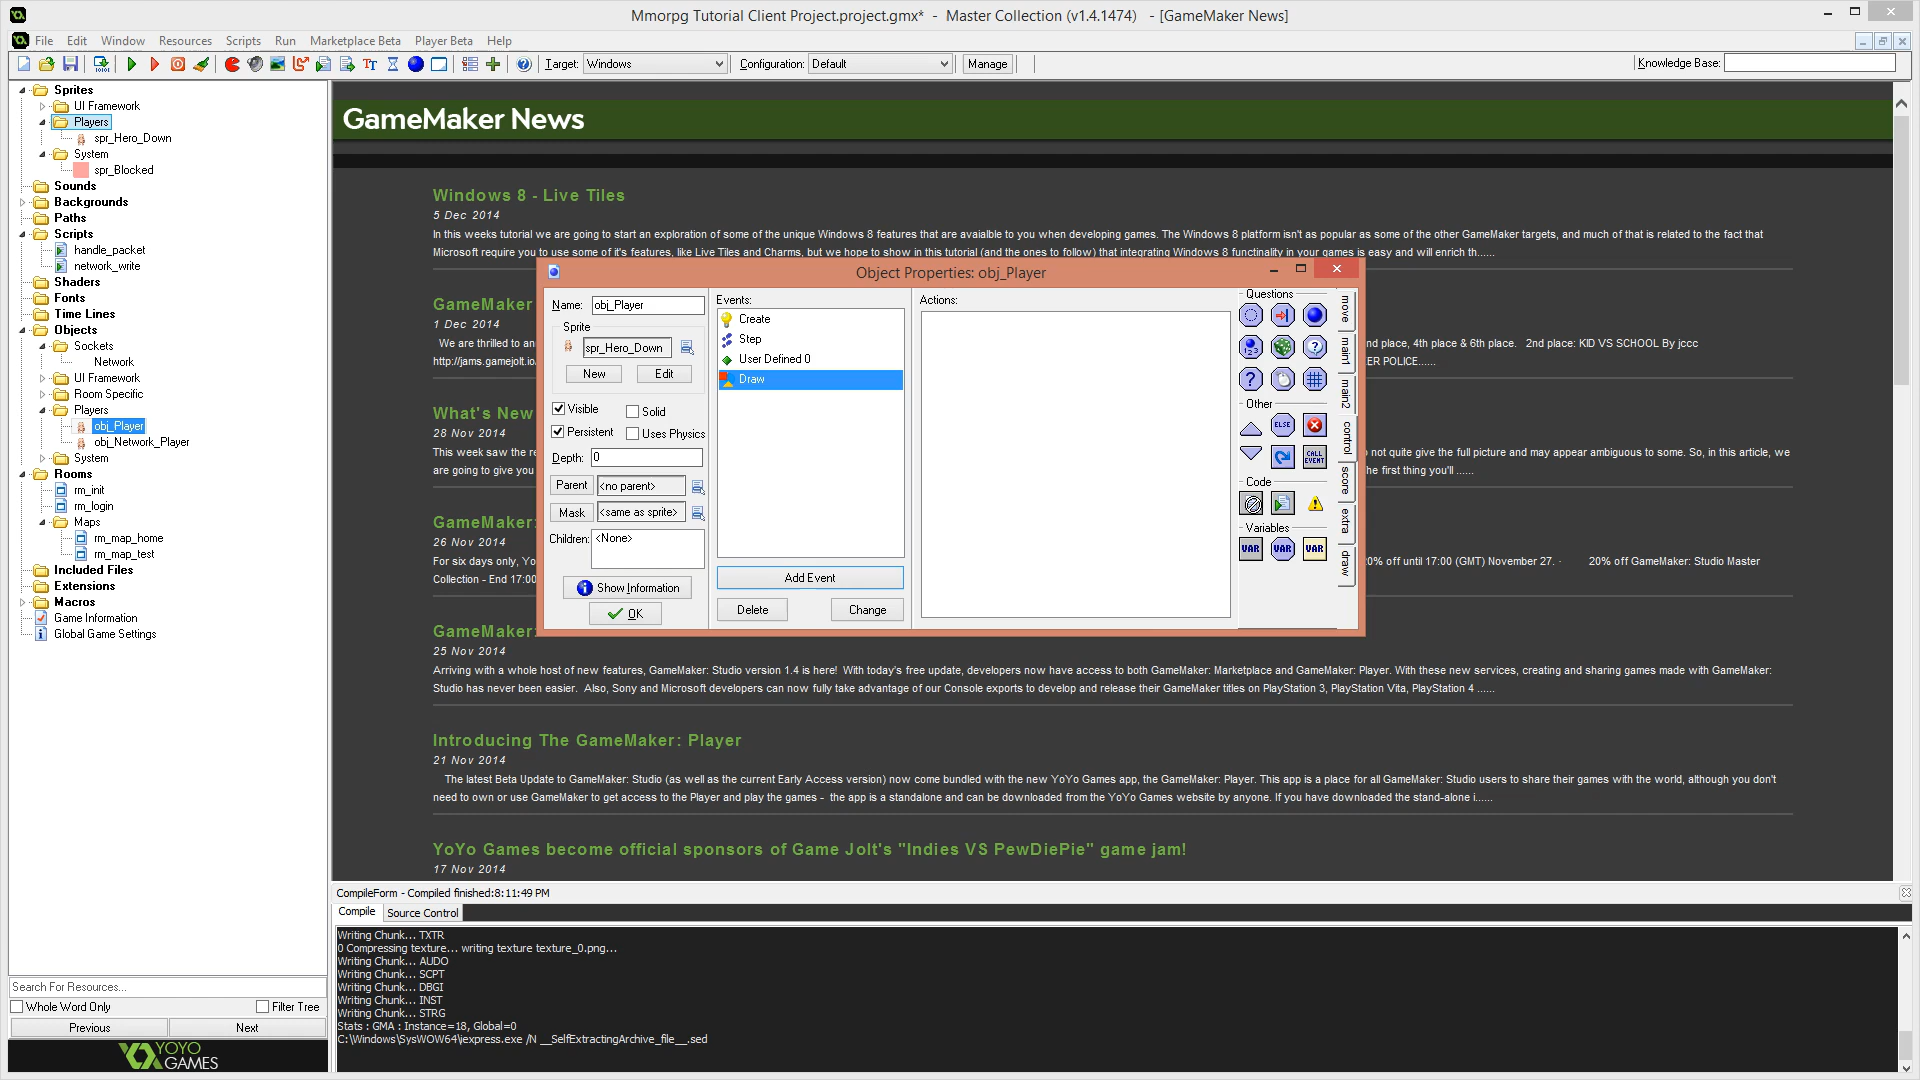 Mmorpg Tutorial Client Project.project.gmx* - Master Collection (v1.4.1474) - [GameMaker News]
File Edit Window Resources Scripts Run Marketplace Beta Player Beta Help
Target: Windows Configuration: Default Manage Knowledge Base:
Sprites
UI Framework
Players
spr_Hero_Down
System
spr_Blocked
Sounds
Backgrounds
Paths
Scripts
handle_packet
network_write
Shaders
Fonts
Time Lines
Objects
Sockets
Network
UI Framework
Room Specific
Players
obj_Player
obj_Network_Player
System
Rooms
rm_init
rm_login
Maps
rm_map_home
rm_map_test
Included Files
Extensions
Macros
Game Information
Global Game Settings
Search For Resources...
Whole Word Only Filter Tree
Previous Next
YOYO
GAMES
GameMaker News
Windows 8 - Live Tiles
5 Dec 2014
In this weeks tutorial we are going to start an exploration of some of the unique Windows 8 features that are avaialble to you when developing games. The Windows 8 platform isn't as popular as some of the other GameMaker targets, and much of that is related to the fact that
Microsoft require you to use some of it's features, like Live Tiles and Charms, but we hope to show in this tutorial (and the ones to follow) that integrating Windows 8 functionality in your games is easy and will enrich th......
GameMaker
1 Dec 2014
We are thrilled to an
nd place, 4th place & 6th place. 2nd place: KID VS SCHOOL By jccc
http://jams.gamejolt.io/
ER POLICE......
What's New
28 Nov 2014
This week saw the re
not quite give the full picture and may appear ambiguous to some. So, in this article, we
are going to give you
he first thing you'll ......
GameMaker:
26 Nov 2014
For six days only, Yo
0% off until 17:00 (GMT) November 27. · 20% off GameMaker: Studio Master
Collection - End 17:00
GameMaker:
25 Nov 2014
Arriving with a whole host of new features, GameMaker: Studio version 1.4 is here! With today's free update, developers now have access to both GameMaker: Marketplace and GameMaker: Player. With these new services, creating and sharing games made with GameMaker:
Studio has never been easier. Also, Sony and Microsoft developers can now fully take advantage of our Console exports to develop and release their GameMaker titles on PlayStation 3, PlayStation Vita, PlayStation 4 ......
Introducing The GameMaker: Player
21 Nov 2014
The latest Beta Update to GameMaker: Studio (as well as the current Early Access version) now come bundled with the new YoYo Games app, the GameMaker: Player. This app is a place for all GameMaker: Studio users to share their games with the world, although you don't
need to own or use GameMaker to get access to the Player and play the games - the app is a standalone and can be downloaded from the YoYo Games website by anyone. If you have downloaded the stand-alone i......
YoYo Games become official sponsors of Game Jolt's "Indies VS PewDiePie" game jam!
17 Nov 2014
Object Properties: obj_Player
Name: obj_Player
Sprite
spr_Hero_Down
New Edit
Visible Solid
Persistent Uses Physics
Depth: 0
Parent <no parent>
Mask <same as sprite>
Children: <None>
Show Information
OK
Events:
Create
Step
User Defined 0
Draw
Add Event
Delete Change
Actions:
Questions
Other
ELSE
CALL EVENT
Code
Variables
VAR VAR VAR
move
main1
main2
control
score
extra
draw
CompileForm - Compiled finished:8:11:49 PM
Compile Source Control
Writing Chunk... TXTR
0 Compressing texture... writing texture texture_0.png...
Writing Chunk... AUDO
Writing Chunk... SCPT
Writing Chunk... DBGI
Writing Chunk... INST
Writing Chunk... STRG
Stats : GMA : Instance=18, Global=0
C:\Windows\SysWOW64\iexpress.exe /N __SelfExtractingArchive_file__.sed